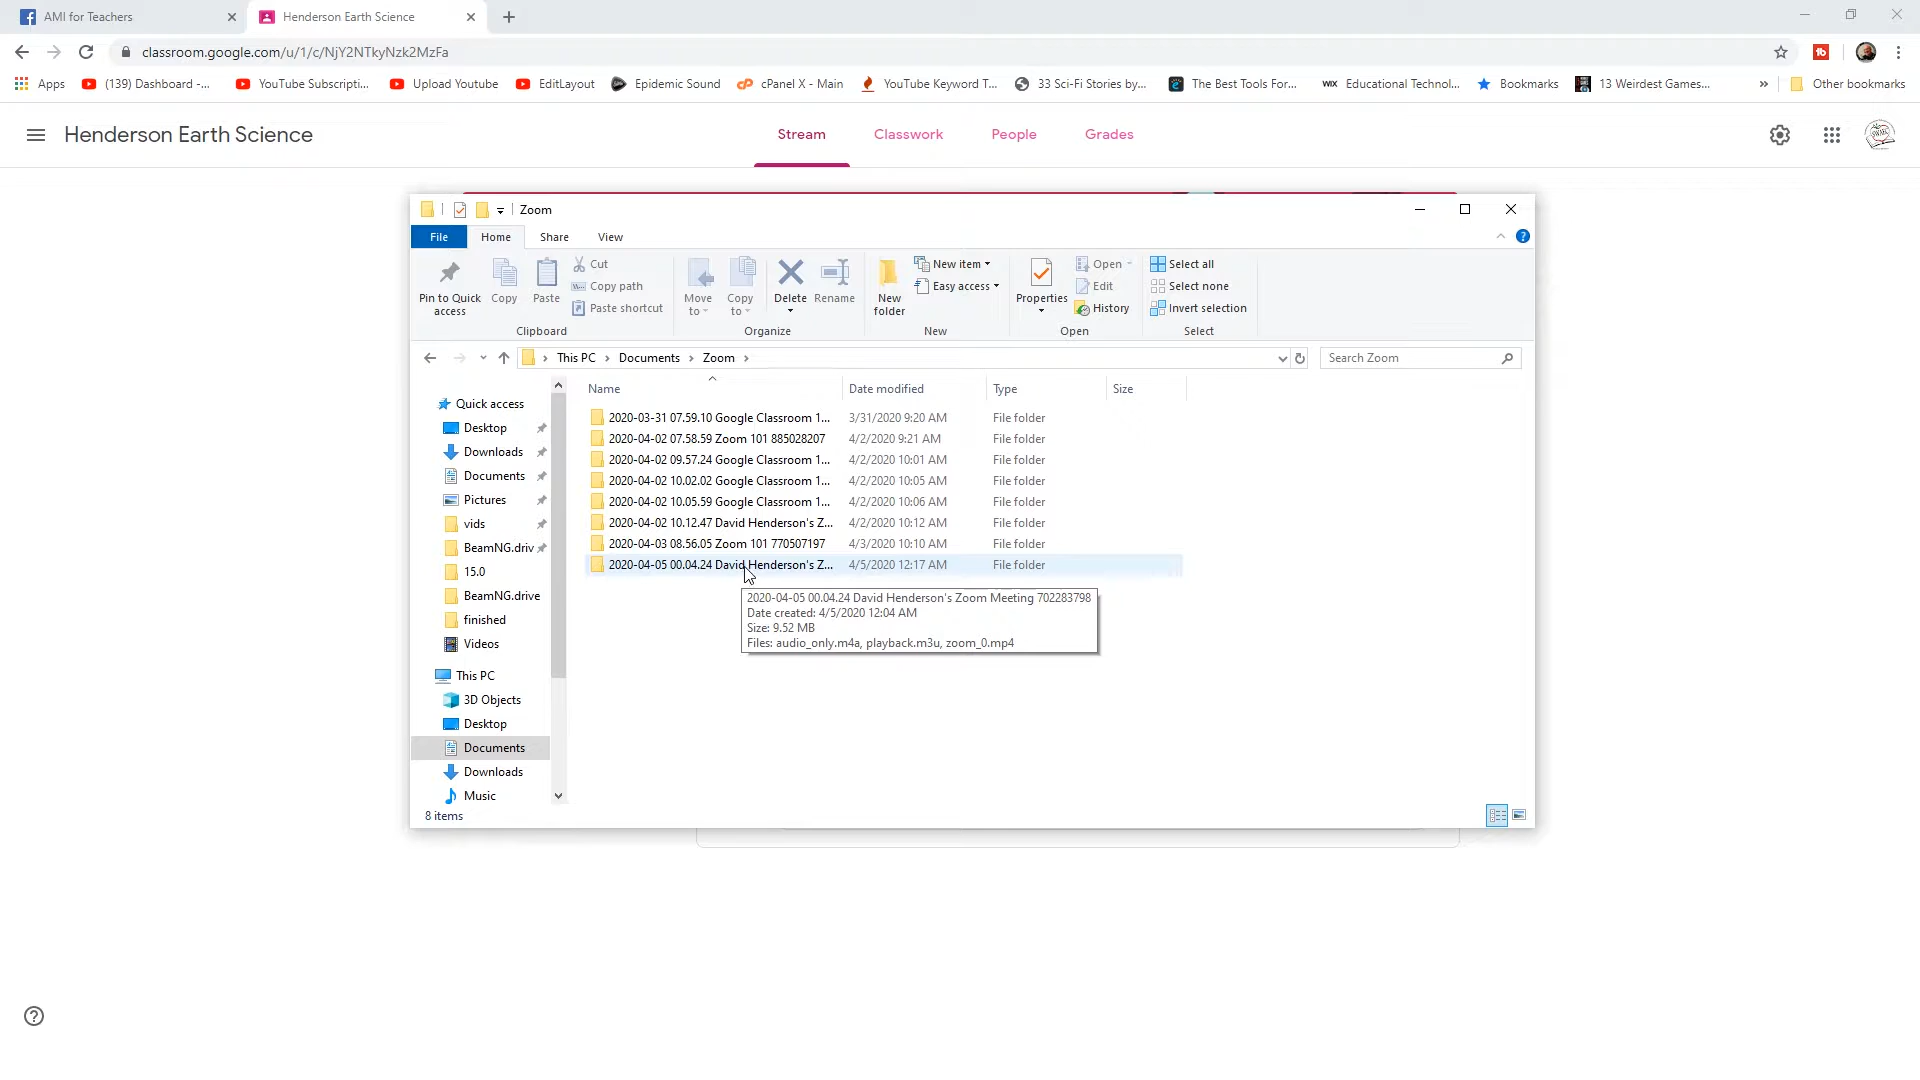 AMI for Teachers
Henderson Earth Science
classroom.google.com/u/1/c/NjY2NTkyNzk2MzFa
Apps (139) Dashboard -... YouTube Subscripti... Upload Youtube EditLayout Epidemic Sound cPanel X - Main YouTube Keyword T... 33 Sci-Fi Stories by... The Best Tools For... WIX Educational Technol... Bookmarks 13 Weirdest Games... » Other bookmarks
Henderson Earth Science Stream Classwork People Grades
Zoom
File Home Share View
Pin to Quick access Copy Paste Cut Copy path Paste shortcut
Move to Copy to Delete Rename New folder New item Easy access
Properties Open Edit History Select all Select none Invert selection
Clipboard Organize New Open Select
This PC > Documents > Zoom > Search Zoom
Name Date modified Type Size
2020-03-31 07.59.10 Google Classroom 1... 3/31/2020 9:20 AM File folder
2020-04-02 07.58.59 Zoom 101 885028207 4/2/2020 9:21 AM File folder
2020-04-02 09.57.24 Google Classroom 1... 4/2/2020 10:01 AM File folder
2020-04-02 10.02.02 Google Classroom 1... 4/2/2020 10:05 AM File folder
2020-04-02 10.05.59 Google Classroom 1... 4/2/2020 10:06 AM File folder
2020-04-02 10.12.47 David Henderson's Z... 4/2/2020 10:12 AM File folder
2020-04-03 08.56.05 Zoom 101 770507197 4/3/2020 10:10 AM File folder
2020-04-05 00.04.24 David Henderson's Z... 4/5/2020 12:17 AM File folder
2020-04-05 00.04.24 David Henderson's Zoom Meeting 702283798
Date created: 4/5/2020 12:04 AM
Size: 9.52 MB
Files: audio_only.m4a, playback.m3u, zoom_0.mp4
Quick access
Desktop
Downloads
Documents
Pictures
vids
BeamNG.driv
15.0
BeamNG.drive
finished
Videos
This PC
3D Objects
Desktop
Documents
Downloads
Music
8 items